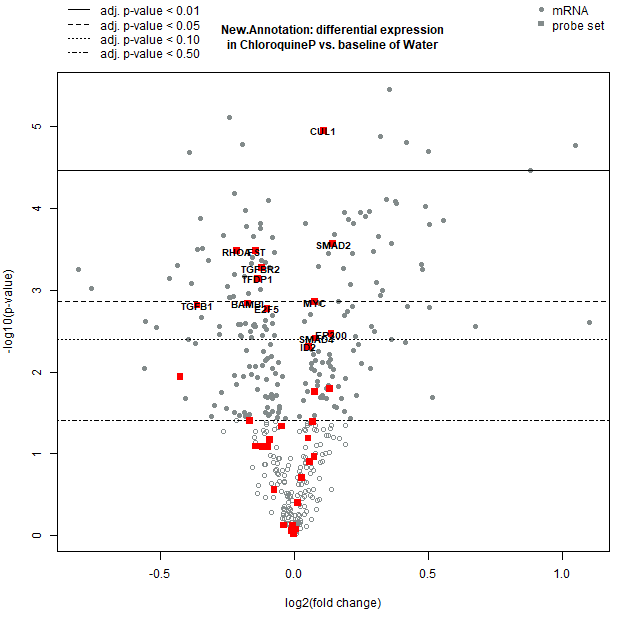 adj. p-value < 0.01
adj. p-value < 0.05
adj. p-value < 0.10
adj. p-value < 0.50
New.Annotation: differential expression
in ChloroquineP vs. baseline of Water
mRNA
probe set
CUL1
SMAD2
RHOA
TGFBR2
TFDP1
TGFB1
BAMBI
E2F5
MYC
EP300
SMAD4
ID2
5
4
3
2
1
0
-0.5 0.0 0.5 1.0
-log10(p-value)
log2(fold change)